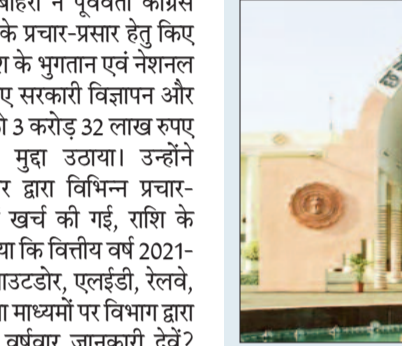 बोहरा ने पूर्ववर्ती कांग्रेस
के प्रचार-प्रसार हेतु किए
के भुगतान एवं नेशनल
सरकारी विज्ञापन और
3 करोड़ 32 लाख रुपए
मुद्दा उठाया। उन्होंने
द्वारा विभिन्न प्रचार-
खर्च की गई, राशि के
कि वित्तीय वर्ष 2021-
एलईडी, रेलवे,
माध्यमों पर विभाग द्वारा
वर्षवार जानकारी देवें?